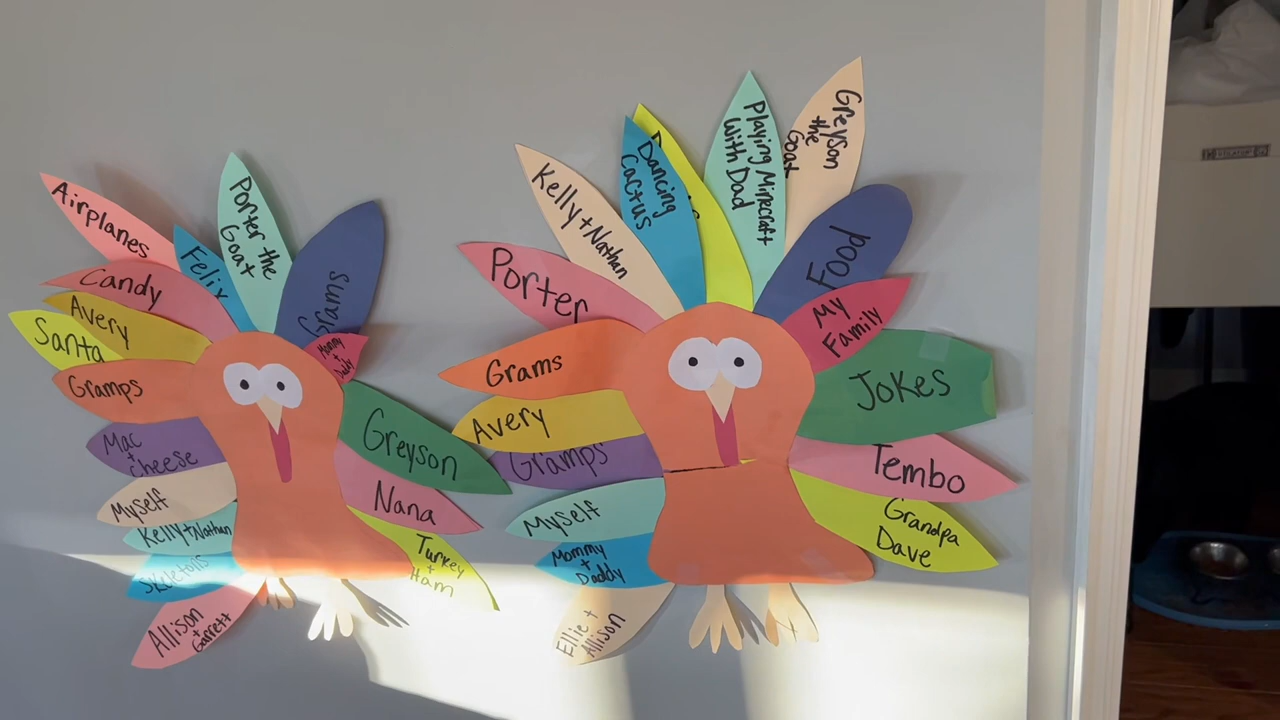 Airplanes
Candy
Avery
Santa
Gramps
Mac
+
cheese
Myself
Kelly + Nathan
Skeletons
Allison
+
Garrett
Felix
Porter the
Goat
Grams
Mommy
+
Daddy
Greyson
Nana
Turkey
+
Ham
Ellie +
Allison
Mommy
+
Daddy
Myself
Gramps
Avery
Grams
Porter
Kelly + Nathan
Dancing
Cactus
Playing Minecraft
With Dad
Greyson
the
Goat
Food
My
Family
Jokes
Tembo
Grandpa
Dave